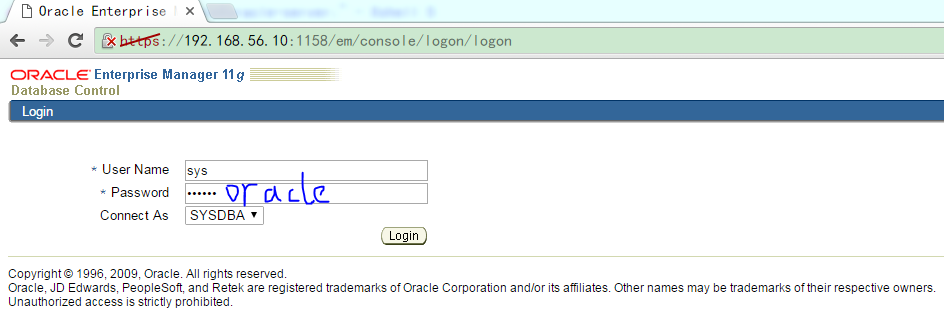 Oracle Enterprise
https://192.168.56.10:1158/em/console/logon/logon
ORACLE Enterprise Manager 11g
Database Control
Login
* User Name sys
* Password •••••• oracle
Connect As SYSDBA
Login
Copyright © 1996, 2009, Oracle. All rights reserved.
Oracle, JD Edwards, PeopleSoft, and Retek are registered trademarks of Oracle Corporation and/or its affiliates. Other names may be trademarks of their respective owners.
Unauthorized access is strictly prohibited.